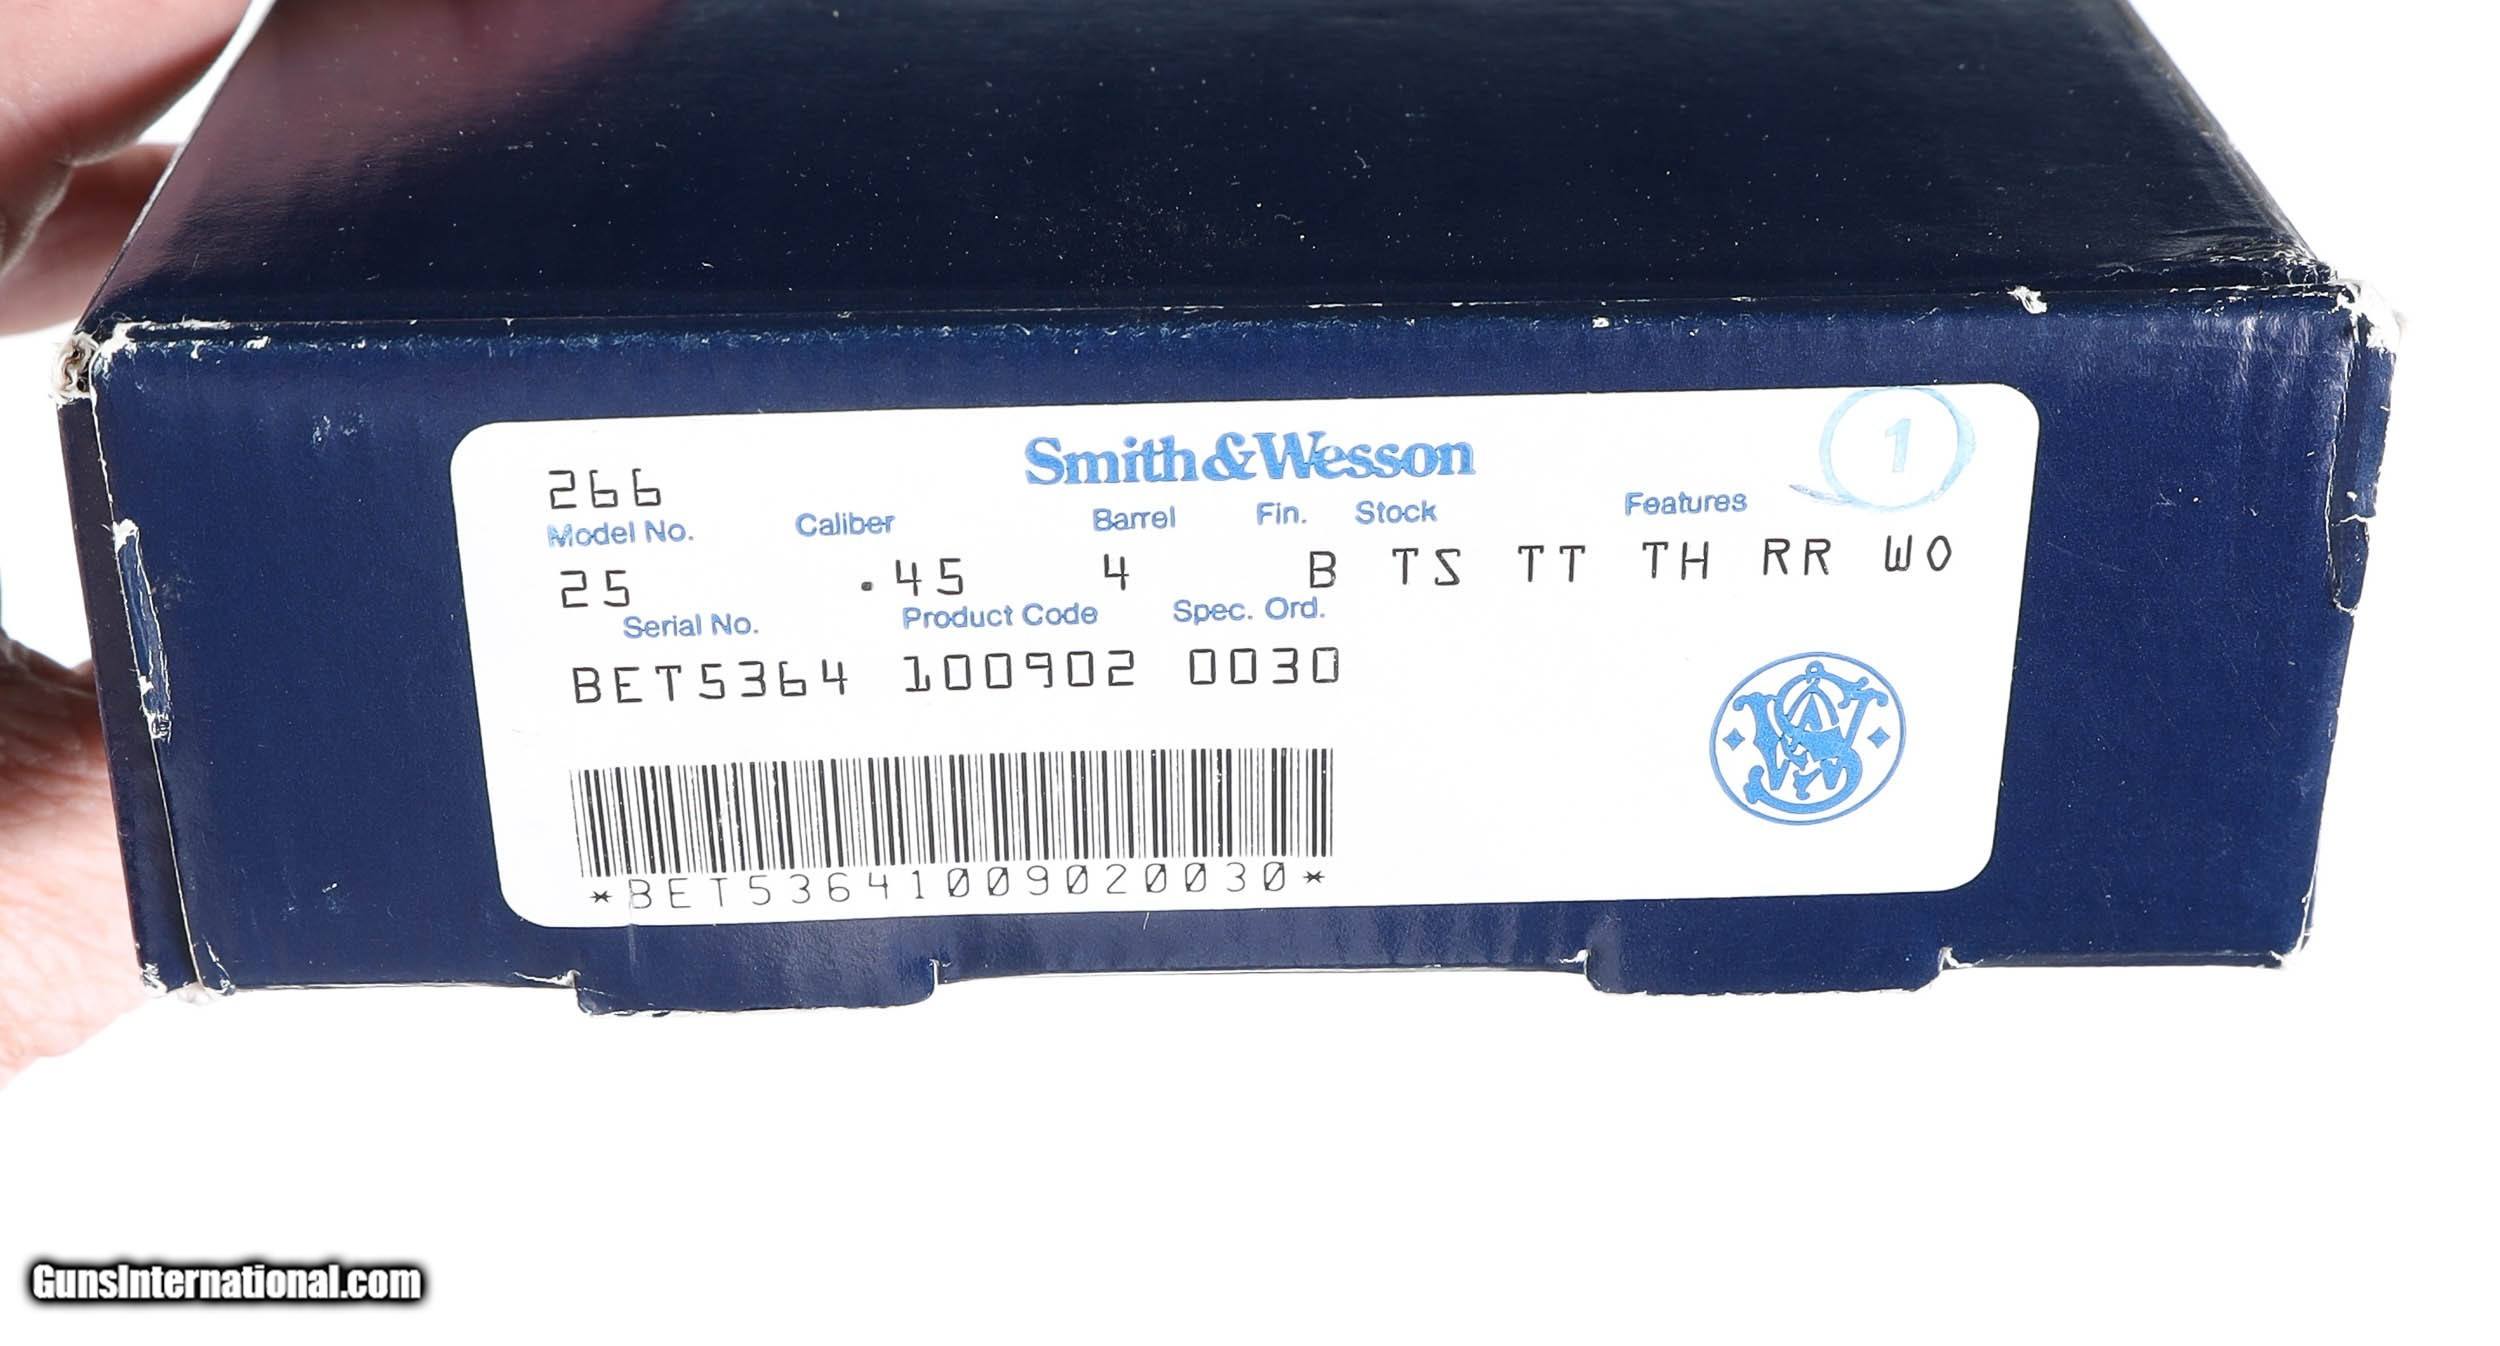 Smith&Wesson
1
266
Model No. Caliber Barrel Fin. Stock Features
25 .45 4 B TS TT TH RR WO
Serial No. Product Code Spec. Ord.
BET5364 100902 0030
*BET53641009020030*
GunsInternational.com